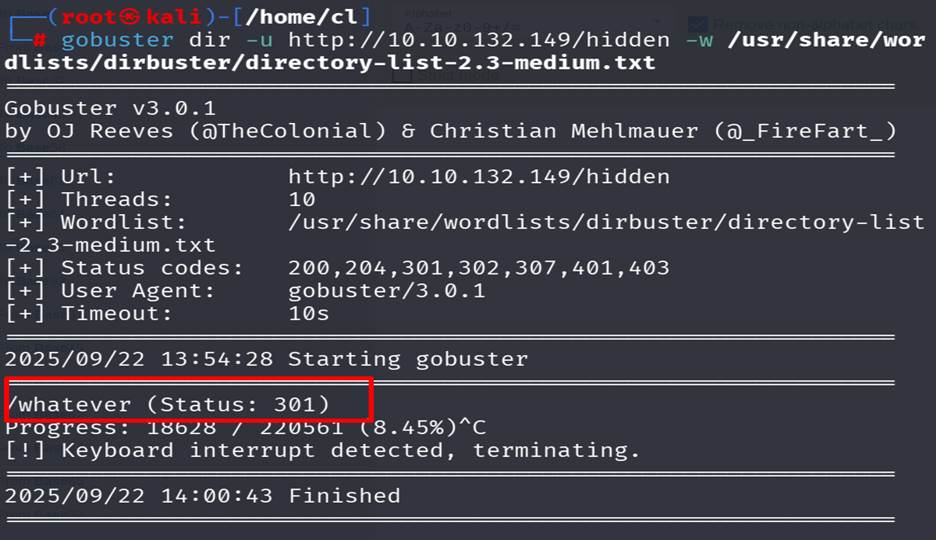 ┌──(root㉿kali)-[/home/cl]
└─# gobuster dir -u http://10.10.132.149/hidden -w /usr/share/wor
dlists/dirbuster/directory-list-2.3-medium.txt
===============================================================
Gobuster v3.0.1
by OJ Reeves (@TheColonial) & Christian Mehlmauer (@_FireFart_)
===============================================================
[+] Url:            http://10.10.132.149/hidden
[+] Threads:        10
[+] Wordlist:       /usr/share/wordlists/dirbuster/directory-list
-2.3-medium.txt
[+] Status codes:   200,204,301,302,307,401,403
[+] User Agent:     gobuster/3.0.1
[+] Timeout:        10s
===============================================================
2025/09/22 13:54:28 Starting gobuster
===============================================================
/whatever (Status: 301)
Progress: 18628 / 220561 (8.45%)^C
[!] Keyboard interrupt detected, terminating.
===============================================================
2025/09/22 14:00:43 Finished
===============================================================